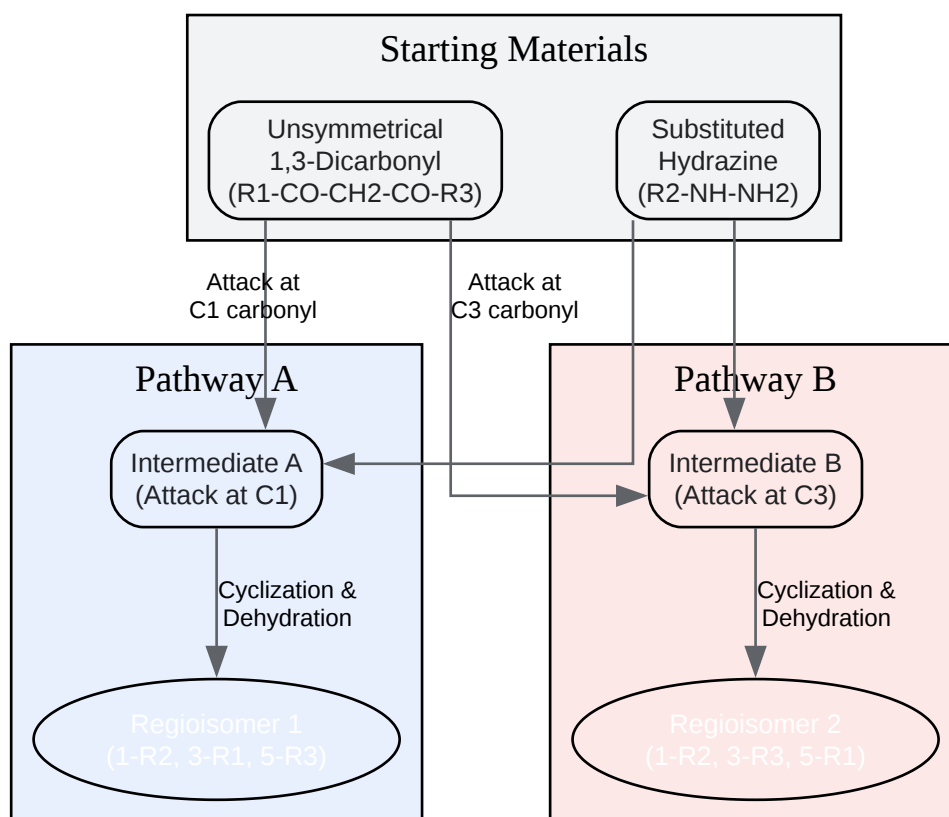 Starting Materials
Unsymmetrical
1,3-Dicarbonyl
(R1-CO-CH2-CO-R3)
Substituted
Hydrazine
(R2-NH-NH2)
Attack at
C1 carbonyl
Attack at
C3 carbonyl
Pathway A
Pathway B
Intermediate A
(Attack at C1)
Intermediate B
(Attack at C3)
Cyclization &
Dehydration
Cyclization &
Dehydration
Regioisomer 1
(1-R2, 3-R1, 5-R3)
Regioisomer 2
(1-R2, 3-R3, 5-R1)